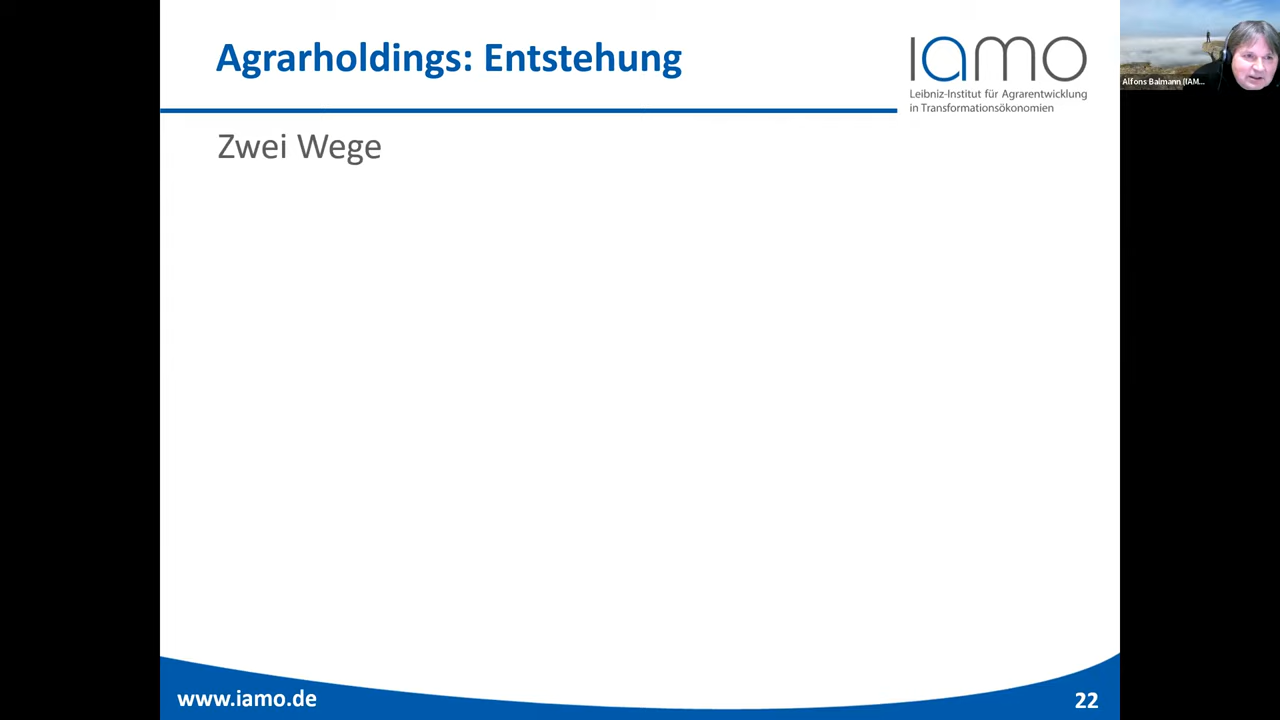 Agrarholdings: Entstehung
iamo
Leibniz-Institut für Agrarentwicklung
in Transformationsökonomien
Alfons Balmann (IAM...
Zwei Wege
www.iamo.de
22